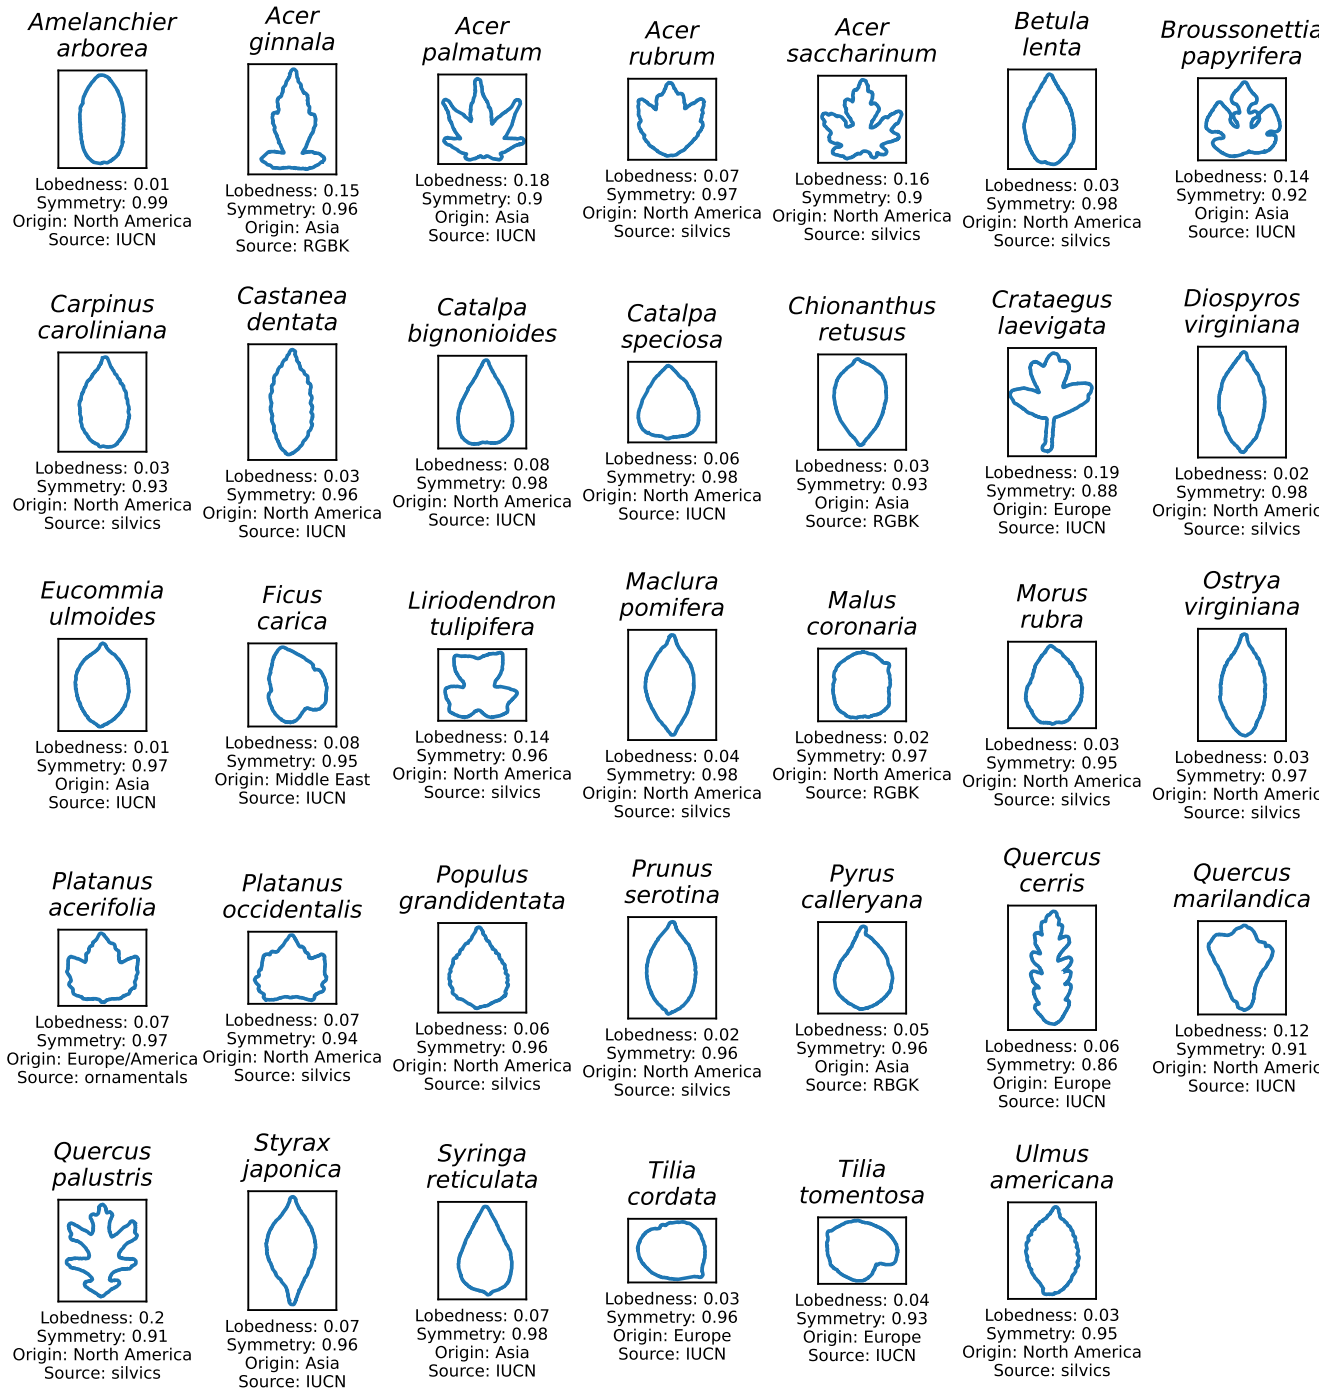 Amelanchier
arborea
Lobedness: 0.01
Symmetry: 0.99
Origin: North America
Source: IUCN
Acer
ginnala
Lobedness: 0.15
Symmetry: 0.96
Origin: Asia
Source: RGBK
Acer
palmatum
Lobedness: 0.18
Symmetry: 0.9
Origin: Asia
Source: IUCN
Acer
rubrum
Lobedness: 0.07
Symmetry: 0.97
Origin: North America
Source: silvics
Acer
saccharinum
Lobedness: 0.16
Symmetry: 0.9
Origin: North America
Source: silvics
Betula
lenta
Lobedness: 0.03
Symmetry: 0.98
Origin: North America
Source: silvics
Broussonettia
papyrifera
Lobedness: 0.14
Symmetry: 0.92
Origin: Asia
Source: IUCN
Carpinus
caroliniana
Lobedness: 0.03
Symmetry: 0.93
Origin: North America
Source: silvics
Castanea
dentata
Lobedness: 0.03
Symmetry: 0.96
Origin: North America
Source: IUCN
Catalpa
bignonioides
Lobedness: 0.08
Symmetry: 0.98
Origin: North America
Source: IUCN
Catalpa
speciosa
Lobedness: 0.06
Symmetry: 0.98
Origin: North America
Source: IUCN
Chionanthus
retusus
Lobedness: 0.03
Symmetry: 0.93
Origin: Asia
Source: RGBK
Crataegus
laevigata
Lobedness: 0.19
Symmetry: 0.88
Origin: Europe
Source: IUCN
Diospyros
virginiana
Lobedness: 0.02
Symmetry: 0.98
Origin: North Americ
Source: silvics
Eucommia
ulmoides
Lobedness: 0.01
Symmetry: 0.97
Origin: Asia
Source: IUCN
Ficus
carica
Lobedness: 0.08
Symmetry: 0.95
Origin: Middle East
Source: IUCN
Liriodendron
tulipifera
Lobedness: 0.14
Symmetry: 0.96
Origin: North America
Source: silvics
Maclura
pomifera
Lobedness: 0.04
Symmetry: 0.98
Origin: North America
Source: silvics
Malus
coronaria
Lobedness: 0.02
Symmetry: 0.97
Origin: North America
Source: RGBK
Morus
rubra
Lobedness: 0.03
Symmetry: 0.95
Origin: North America
Source: silvics
Ostrya
virginiana
Lobedness: 0.03
Symmetry: 0.97
Origin: North Americ
Source: silvics
Platanus
acerifolia
Lobedness: 0.07
Symmetry: 0.97
Origin: Europe/America
Source: ornamentals
Platanus
occidentalis
Lobedness: 0.07
Symmetry: 0.94
Origin: North America
Source: silvics
Populus
grandidentata
Lobedness: 0.06
Symmetry: 0.96
Origin: North America
Source: silvics
Prunus
serotina
Lobedness: 0.02
Symmetry: 0.96
Origin: North America
Source: silvics
Pyrus
calleryana
Lobedness: 0.05
Symmetry: 0.96
Origin: Asia
Source: RBGK
Quercus
cerris
Lobedness: 0.06
Symmetry: 0.86
Origin: Europe
Source: IUCN
Quercus
marilandica
Lobedness: 0.12
Symmetry: 0.91
Origin: North Americ
Source: IUCN
Quercus
palustris
Lobedness: 0.2
Symmetry: 0.91
Origin: North America
Source: silvics
Styrax
japonica
Lobedness: 0.07
Symmetry: 0.96
Origin: Asia
Source: IUCN
Syringa
reticulata
Lobedness: 0.07
Symmetry: 0.98
Origin: Asia
Source: IUCN
Tilia
cordata
Lobedness: 0.03
Symmetry: 0.96
Origin: Europe
Source: IUCN
Tilia
tomentosa
Lobedness: 0.04
Symmetry: 0.93
Origin: Europe
Source: IUCN
Ulmus
americana
Lobedness: 0.03
Symmetry: 0.95
Origin: North America
Source: silvics